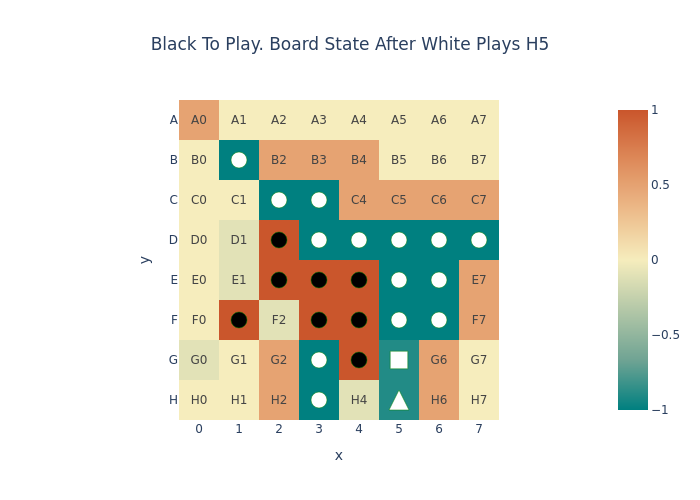 Black To Play. Board State After White Plays H5
A A0 A1 A2 A3 A4 A5 A6 A7
B B0 B2 B3 B4 B5 B6 B7
C C0 C1 C4 C5 C6 C7
D D0 D1
E E0 E1 E7
F F0 F2 F7
G G0 G1 G2 G6 G7
H H0 H1 H2 H4 H6 H7
0 1 2 3 4 5 6 7
x
y
1
0.5
0
−0.5
−1